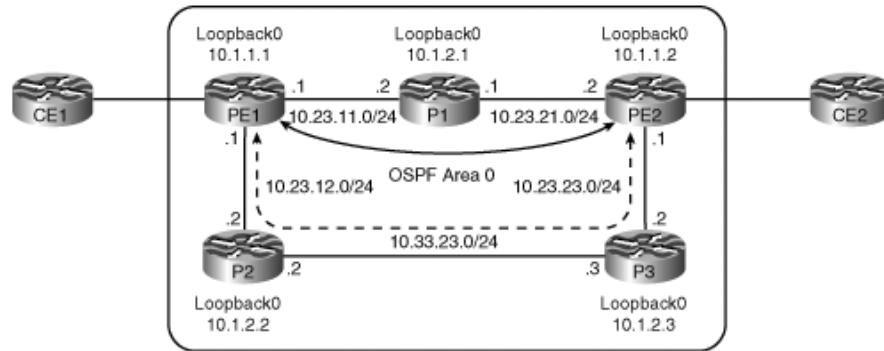 Loopback0
10.1.1.1
Loopback0
10.1.2.1
Loopback0
10.1.1.2
CE1
PE1
.1
.2
P1
.1
.2
PE2
CE2
10.23.11.0/24
10.23.21.0/24
.1
.1
OSPF Area 0
10.23.12.0/24
10.23.23.0/24
.2
.2
10.33.23.0/24
P2
.2
.3
P3
Loopback0
10.1.2.2
Loopback0
10.1.2.3